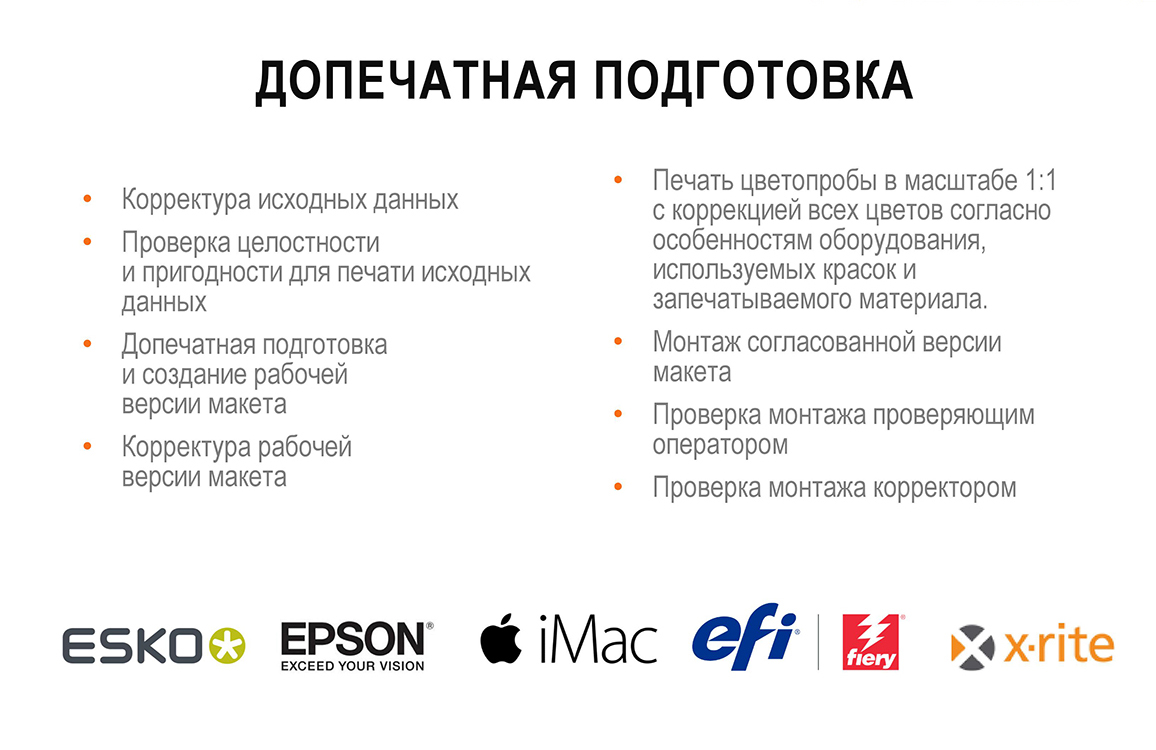 ДОПЕЧАТНАЯ ПОДГОТОВКА
• Корректура исходных данных
• Проверка целостности
и пригодности для печати исходных
данных
• Допечатная подготовка
и создание рабочей
версии макета
• Корректура рабочей
версии макета
• Печать цветопробы в масштабе 1:1
с коррекцией всех цветов согласно
особенностям оборудования,
используемых красок и
запечатываемого материала.
• Монтаж согласованной версии
макета
• Проверка монтажа проверяющим
оператором
• Проверка монтажа корректором
ESKO
EPSON®
EXCEED YOUR VISION
iMac
efi®
fiery®
x·rite